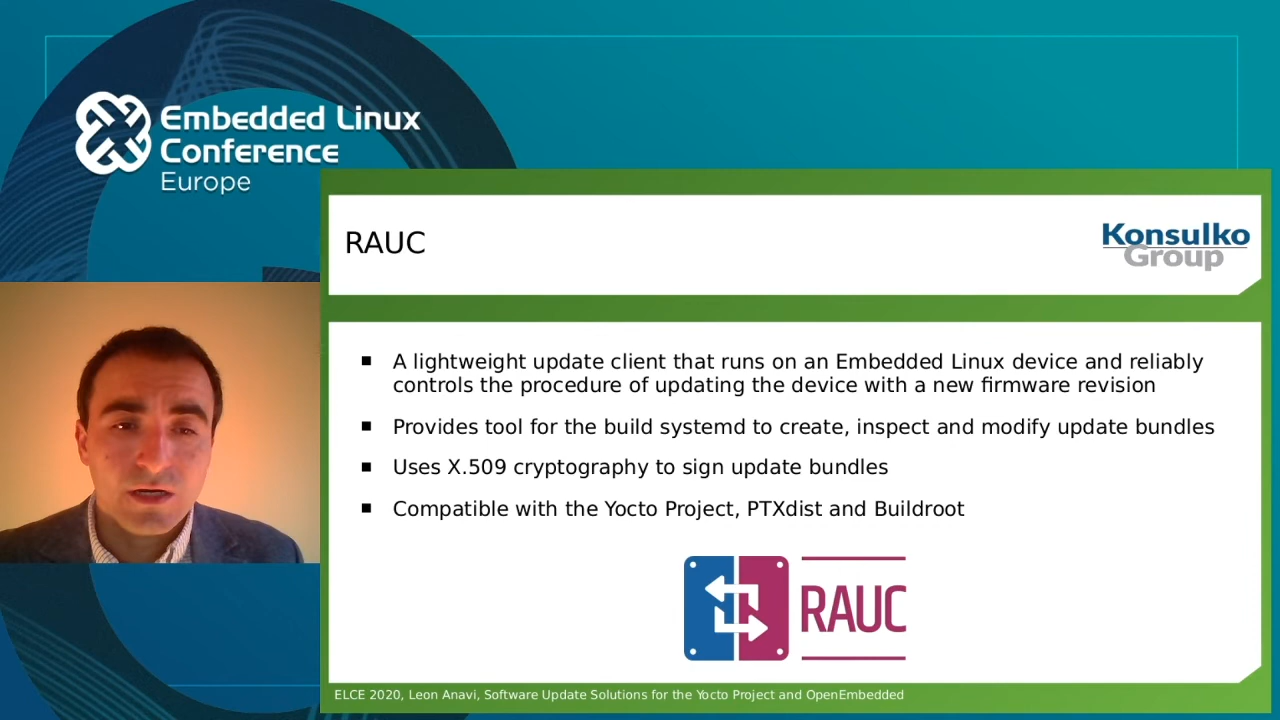 Embedded Linux
Conference
Europe
RAUC
Konsulko
Group
▪ A lightweight update client that runs on an Embedded Linux device and reliably
controls the procedure of updating the device with a new firmware revision
▪ Provides tool for the build systemd to create, inspect and modify update bundles
▪ Uses X.509 cryptography to sign update bundles
▪ Compatible with the Yocto Project, PTXdist and Buildroot
RAUC
ELCE 2020, Leon Anavi, Software Update Solutions for the Yocto Project and OpenEmbedded